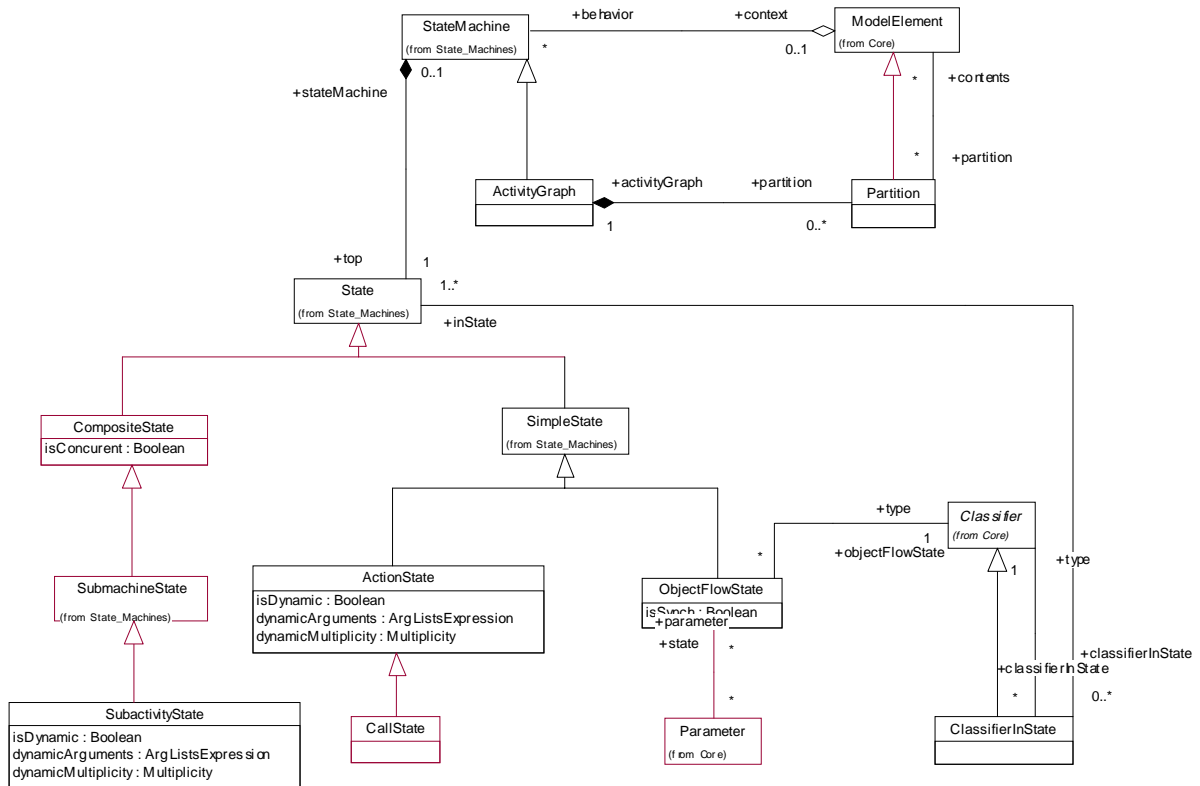 +behavior
+context
StateMachine
(from State_Machines)
ModelElement
(from Core)
*
0..1
0..1
+stateMachine
*
+contents
*
+partition
ActivityGraph
+activityGraph
+partition
Partition
1
0..*
+top
1
State
(from State_Machines)
1..*
+inState
CompositeState
isConcurent : Boolean
SimpleState
(from State_Machines)
+type
1
+objectFlowState
*
Classifier
(from Core)
1
+type
SubmachineState
(from State_Machines)
ActionState
isDynamic : Boolean
dynamicArguments : ArgListsExpression
dynamicMultiplicity : Multiplicity
ObjectFlowState
isSynch : Boolean
+parameter
+state
*
*
+classifierInState
+classifierInState
*
0..*
SubactivityState
isDynamic : Boolean
dynamicArguments : ArgListsExpression
dynamicMultiplicity : Multiplicity
CallState
Parameter
(from Core)
ClassifierInState